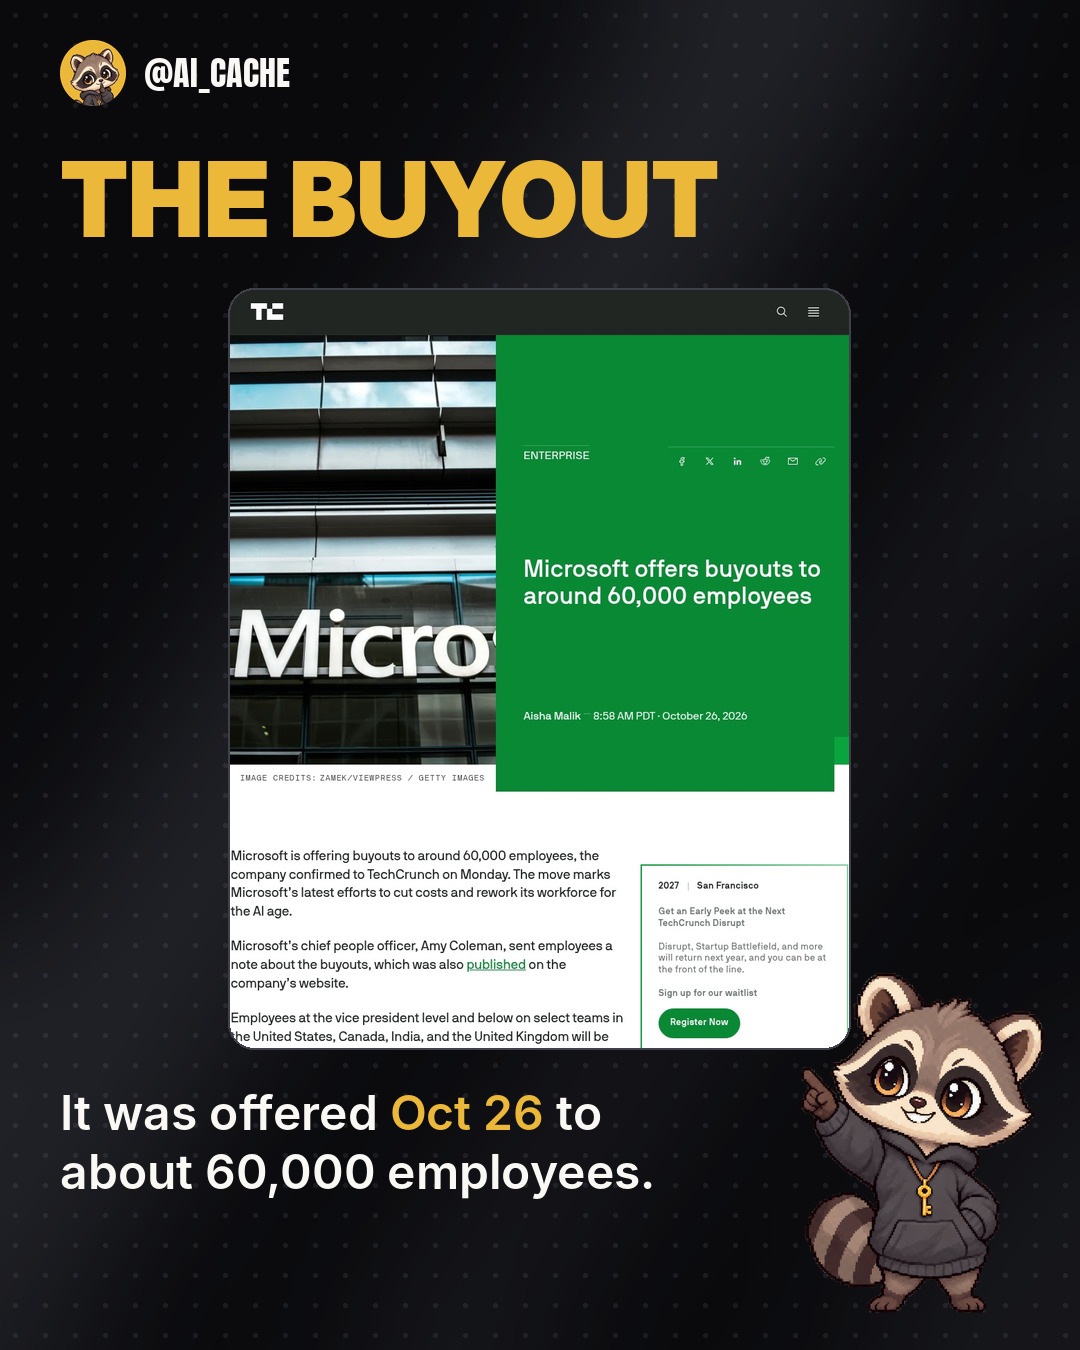 @AI_CACHE
THE BUYOUT
TC
ENTERPRISE
Microsoft offers buyouts to
around 60,000 employees
Aisha Malik — 8:58 AM PDT · October 26, 2026
Micro
IMAGE CREDITS: ZAMEK/VIEWPRESS / GETTY IMAGES
Microsoft is offering buyouts to around 60,000 employees, the
company confirmed to TechCrunch on Monday. The move marks
Microsoft's latest efforts to cut costs and rework its workforce for
the AI age.
Microsoft's chief people officer, Amy Coleman, sent employees a
note about the buyouts, which was also published on the
company's website.
Employees at the vice president level and below on select teams in
the United States, Canada, India, and the United Kingdom will be
2027 | San Francisco
Get an Early Peek at the Next
TechCrunch Disrupt
Disrupt, Startup Battlefield, and more
will return next year, and you can be at
the front of the line.
Sign up for our waitlist
Register Now
It was offered Oct 26 to
about 60,000 employees.